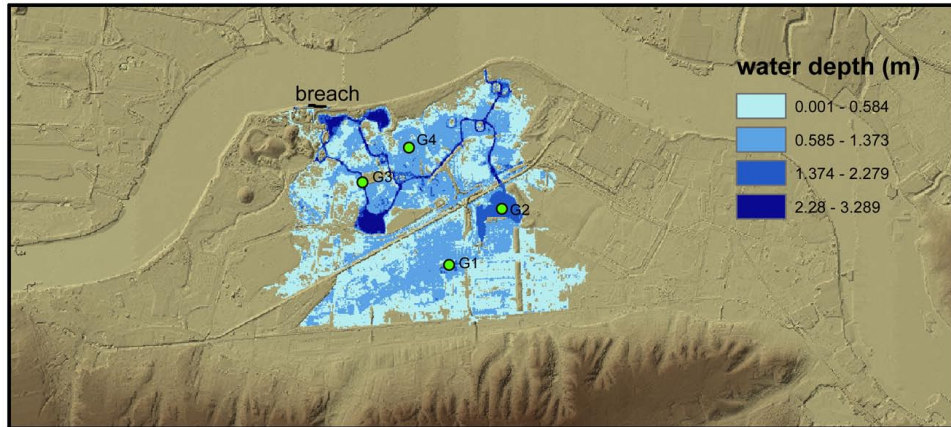 water depth (m)
breach
0.001 - 0.584
0.585 - 1.373
G4
1.374 - 2.279
G3
2.28 - 3.289
G2
G1